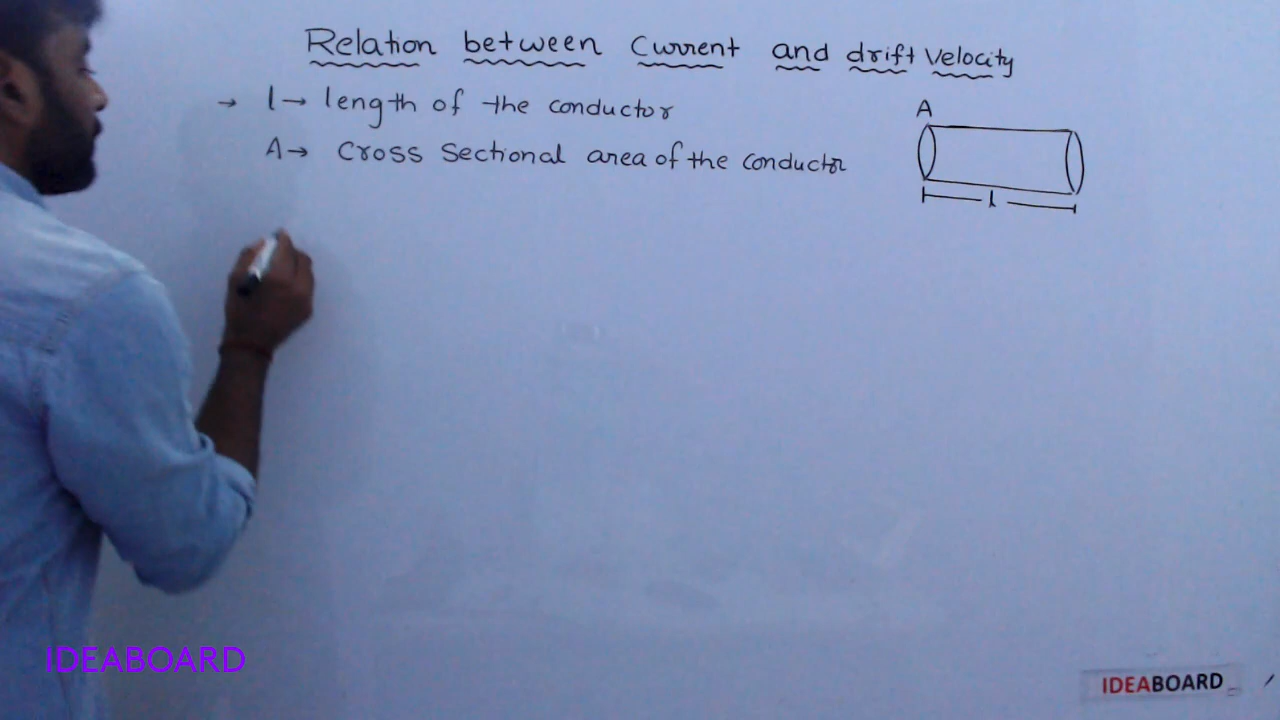 Relation between Current and drift velocity
→ l → length of the conductor
A → Cross Sectional area of the conductor
A
l
IDEABOARD
IDEABOARD